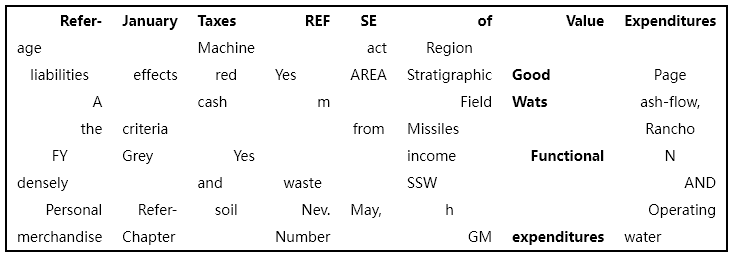 Refer- January Taxes REF SE of Value Expenditures
age Machine act Region
liabilities effects red Yes AREA Stratigraphic Good Page
A cash m Field Wats ash-flow,
the criteria from Missiles Rancho
FY Grey Yes income Functional N
densely and waste SSW AND
Personal Refer- soil Nev. May, h Operating
merchandise Chapter Number GM expenditures water